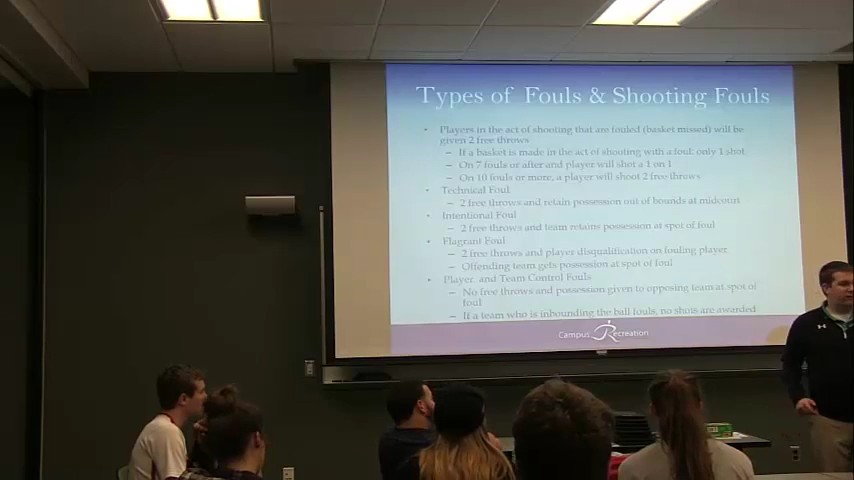 Types of Fouls & Shooting Fouls
• Players in the act of shooting that are fouled (basket missed) will be
given 2 free throws
– If a basket is made in the act of shooting with a foul: only 1 shot
– On 7 fouls or after and player will shot a 1 on 1
– On 10 fouls or more, a player will shoot 2 free throws
• Technical Foul
– 2 free throws and retain possession out of bounds at midcourt
• Intentional Foul
– 2 free throws and team retains possession at spot of foul
• Flagrant Foul
– 2 free throws and player disqualification on fouling player
– Offending team gets possession at spot of foul
• Player and Team Control Fouls
– No free throws and possession given to opposing team at spot of
foul
– If a team who is inbounding the ball fouls, no shots are awarded
Campus Recreation